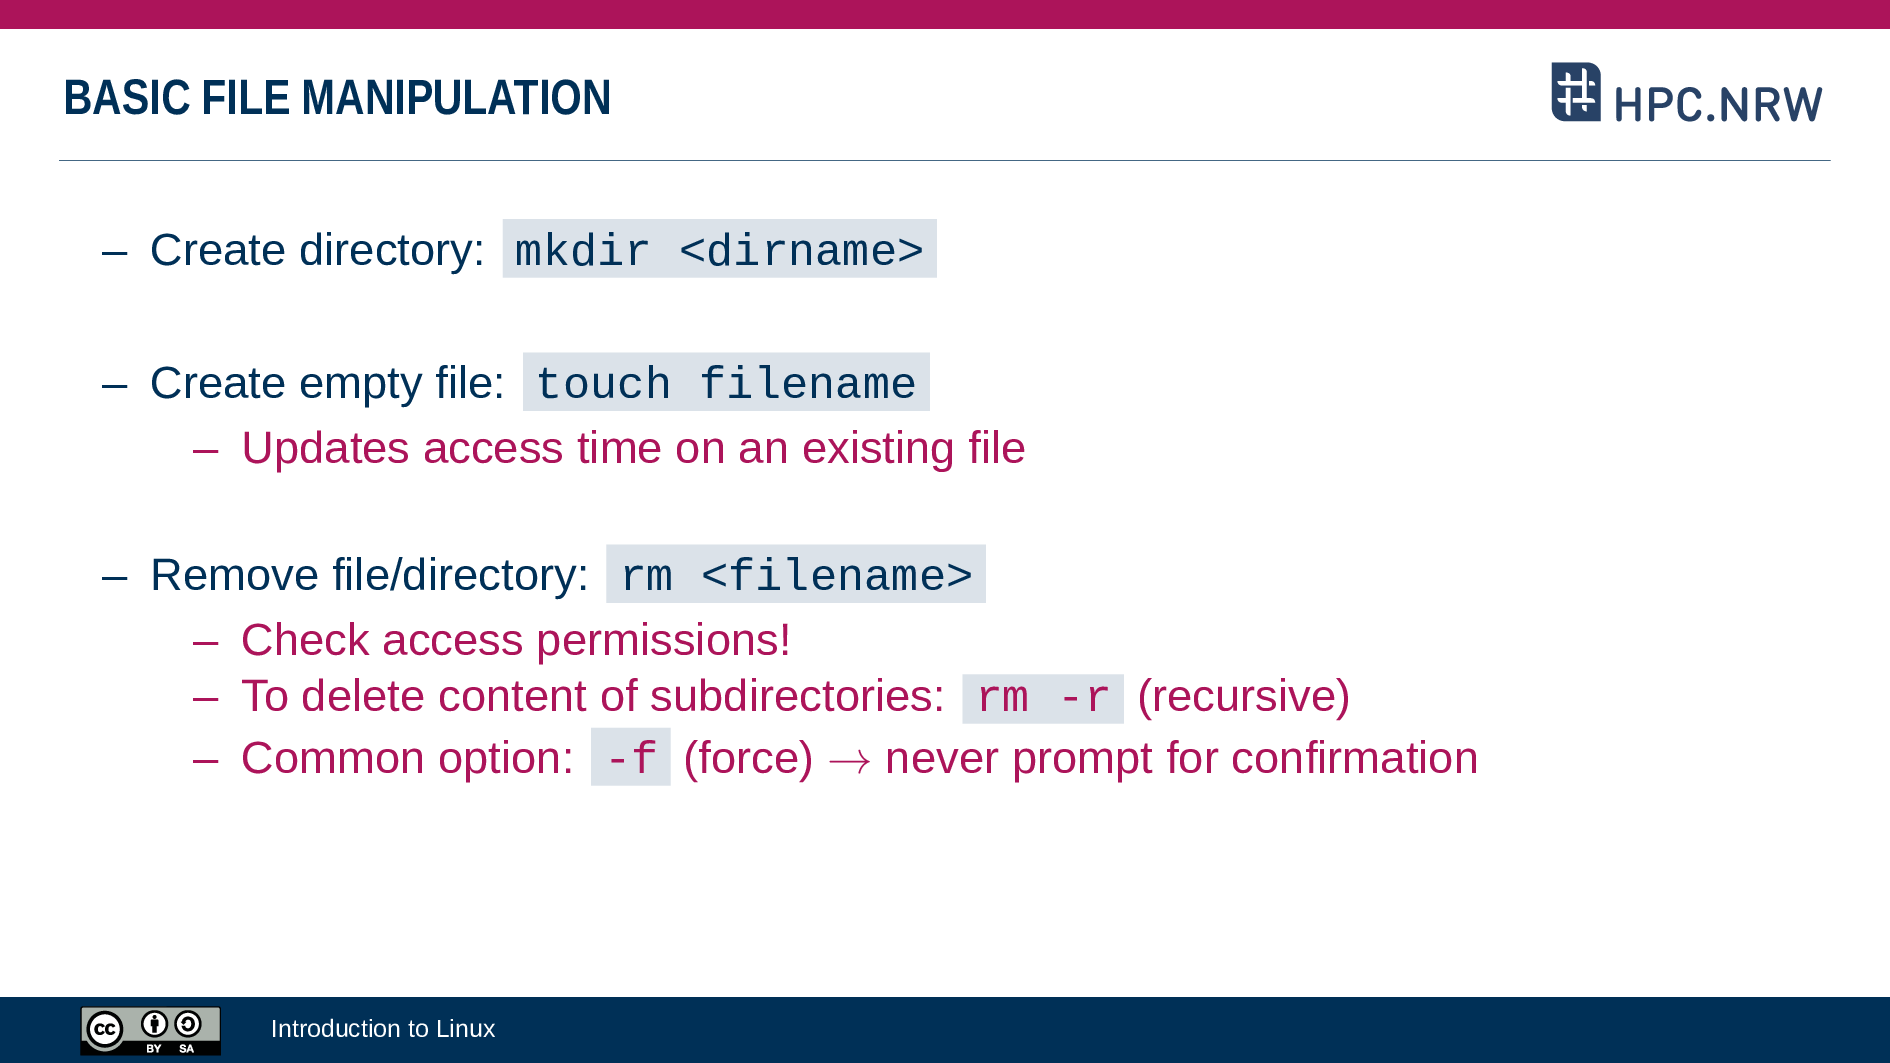 BASIC FILE MANIPULATION
HPC.NRW
– Create directory: mkdir <dirname>
– Create empty file: touch filename
– Updates access time on an existing file
– Remove file/directory: rm <filename>
– Check access permissions!
– To delete content of subdirectories: rm -r (recursive)
– Common option: -f (force) → never prompt for confirmation
cc BY SA
Introduction to Linux